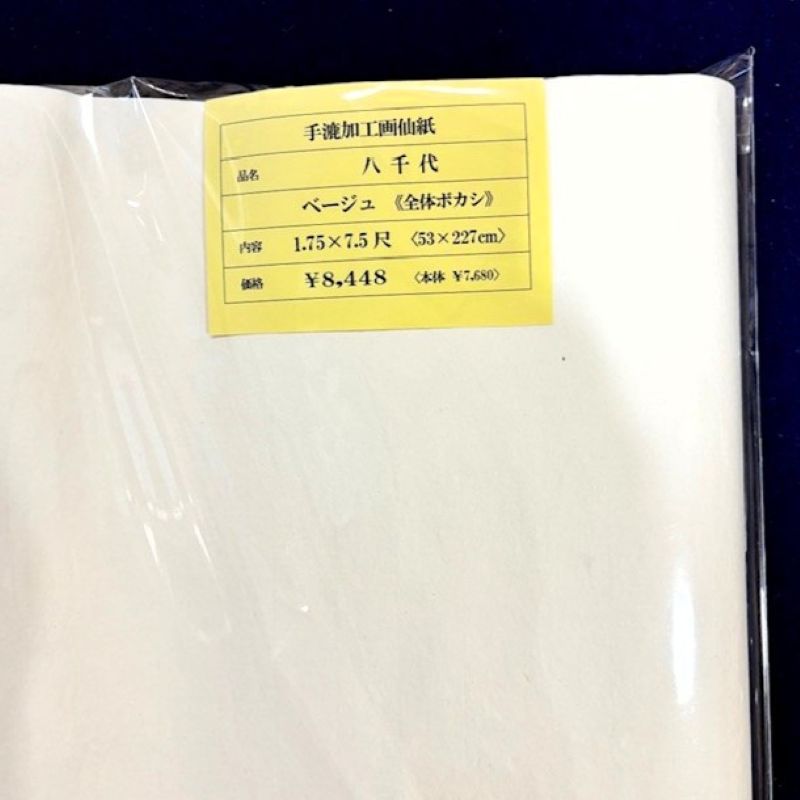 手漉加工画仙紙
品名 八千代
ベージュ 《全体ボカシ》
内容 1.75×7.5尺 〈53×227cm〉
価格 ¥8,448 〈本体 ¥7,680〉